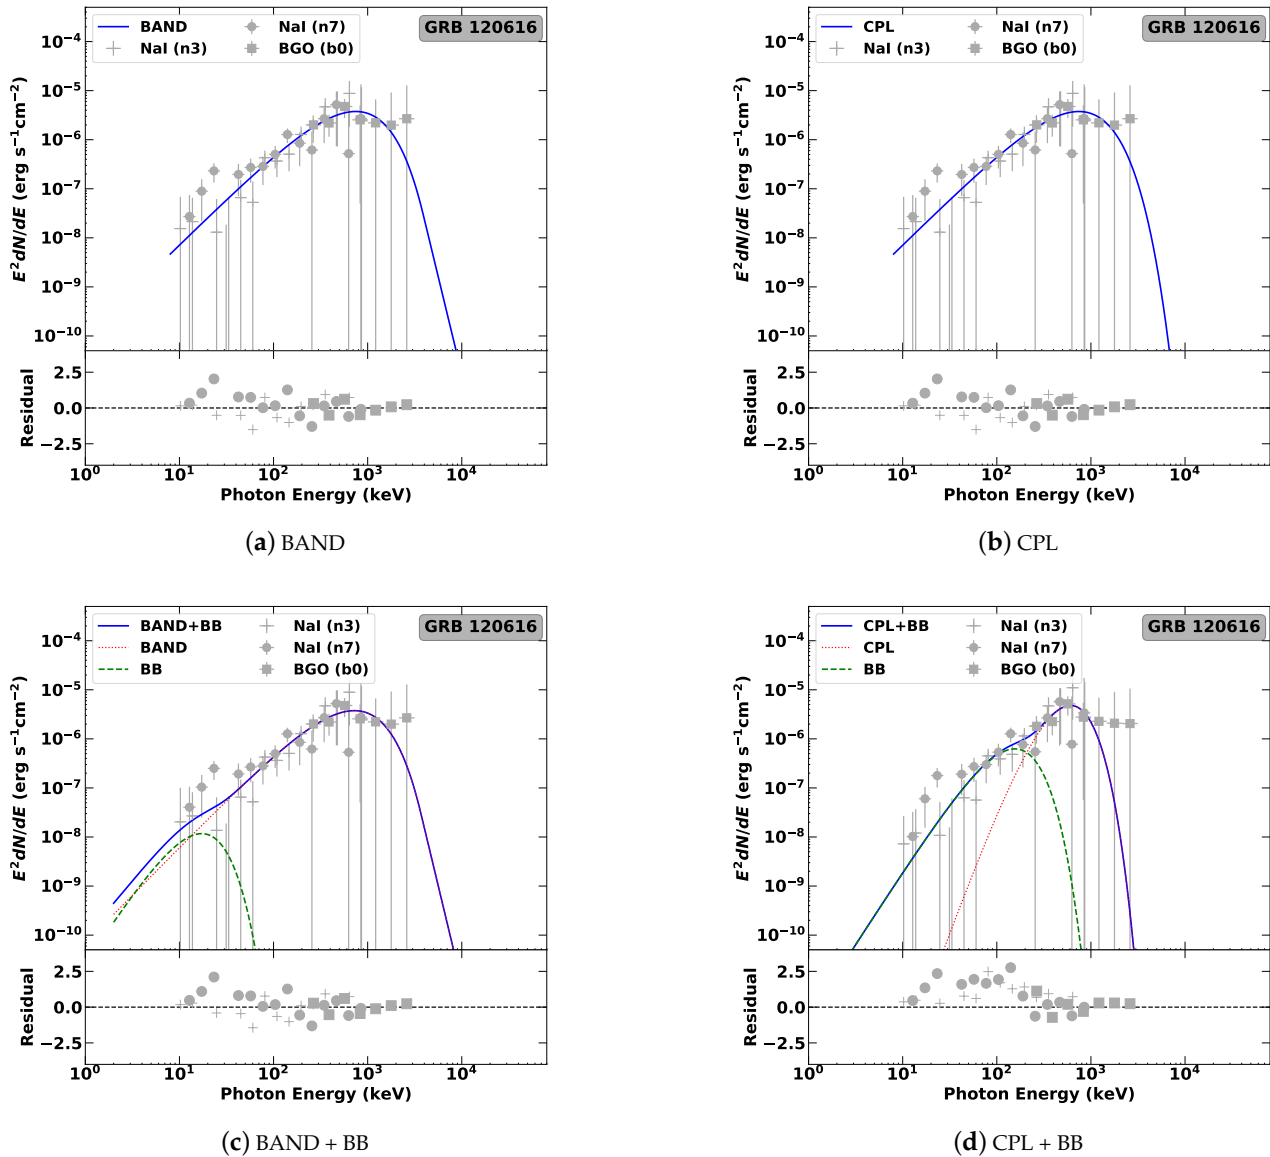 BAND
NaI (n3)
NaI (n7)
BGO (b0)
GRB 120616
10⁻⁴
10⁻⁵
10⁻⁶
10⁻⁷
10⁻⁸
10⁻⁹
10⁻¹⁰
E²dN/dE (erg s⁻¹cm⁻²)
2.5
0.0
−2.5
Residual
10⁰ 10¹ 10² 10³ 10⁴
Photon Energy (keV)
(a) BAND
CPL
NaI (n3)
NaI (n7)
BGO (b0)
GRB 120616
10⁻⁴
10⁻⁵
10⁻⁶
10⁻⁷
10⁻⁸
10⁻⁹
10⁻¹⁰
E²dN/dE (erg s⁻¹cm⁻²)
2.5
0.0
−2.5
Residual
10⁰ 10¹ 10² 10³ 10⁴
Photon Energy (keV)
(b) CPL
BAND+BB
BAND
BB
NaI (n3)
NaI (n7)
BGO (b0)
GRB 120616
10⁻⁴
10⁻⁵
10⁻⁶
10⁻⁷
10⁻⁸
10⁻⁹
10⁻¹⁰
E²dN/dE (erg s⁻¹cm⁻²)
2.5
0.0
−2.5
Residual
10⁰ 10¹ 10² 10³ 10⁴
Photon Energy (keV)
(c) BAND + BB
CPL+BB
CPL
BB
NaI (n3)
NaI (n7)
BGO (b0)
GRB 120616
10⁻⁴
10⁻⁵
10⁻⁶
10⁻⁷
10⁻⁸
10⁻⁹
10⁻¹⁰
E²dN/dE (erg s⁻¹cm⁻²)
2.5
0.0
−2.5
Residual
10⁰ 10¹ 10² 10³ 10⁴
Photon Energy (keV)
(d) CPL + BB